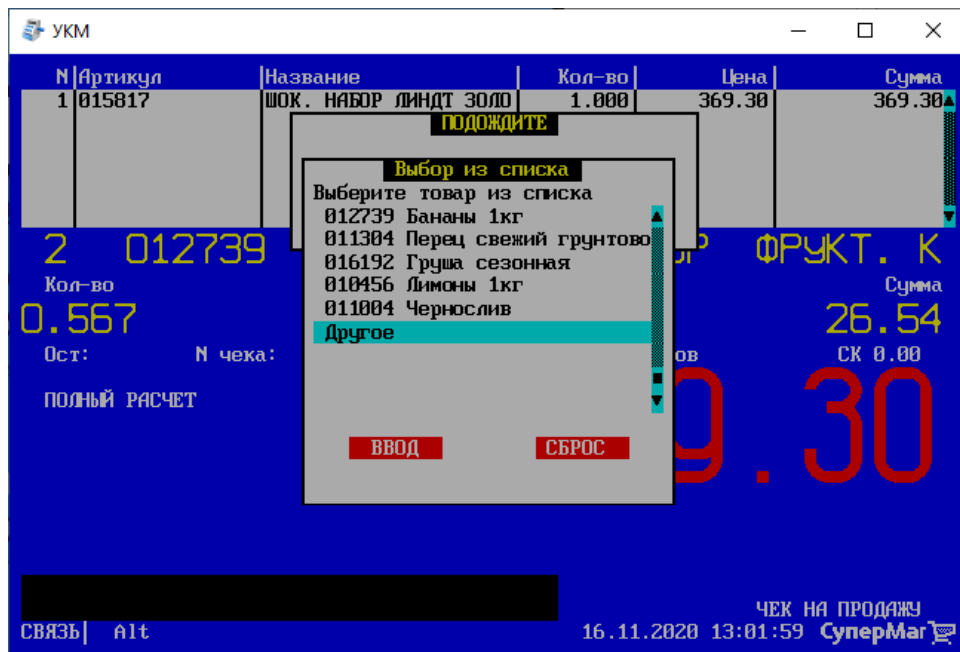 УКМ
N Артикул Название Кол-во Цена Сумма
1 015817 ШОК. НАБОР ЛИНДТ ЗОЛО 1.000 369.30 369.30
ПОДОЖДИТЕ
Выбор из списка
Выберите товар из списка
012739 Бананы 1кг
011304 Перец свежий грунтово
016192 Груша сезонная
010456 Лимоны 1кг
011004 Чернослив
Другое
ВВОД СБРОС
2 012739 ФРУКТ. К
Кол-во Сумма
0.567 26.54
Ост: N чека: ов СК 0.00
ПОЛНЫЙ РАСЧЕТ
9.30
ЧЕК НА ПРОДАЖУ
СВЯЗЬ Alt 16.11.2020 13:01:59 СуперМаг